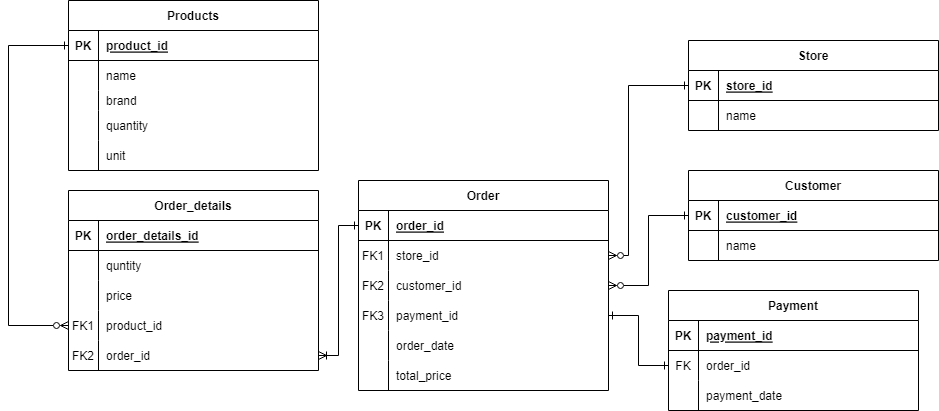 Products
PK product_id
name
brand
quantity
unit
Order_details
PK order_details_id
quntity
price
FK1 product_id
FK2 order_id
Order
PK order_id
FK1 store_id
FK2 customer_id
FK3 payment_id
order_date
total_price
Store
PK store_id
name
Customer
PK customer_id
name
Payment
PK payment_id
FK order_id
payment_date